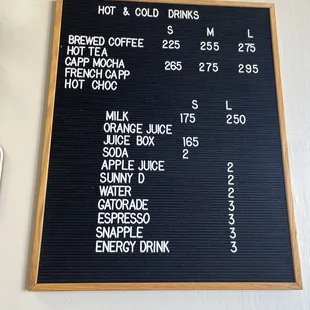 HOT & COLD DRINKS
S M L
BREWED COFFEE 225 255 275
HOT TEA
CAPP MOCHA 265 275 295
FRENCH CAPP
HOT CHOC
S L
MILK 175 250
ORANGE JUICE
JUICE BOX 165
SODA 2
APPLE JUICE 2
SUNNY D 2
WATER 2
GATORADE 3
ESPRESSO 3
SNAPPLE 3
ENERGY DRINK 3